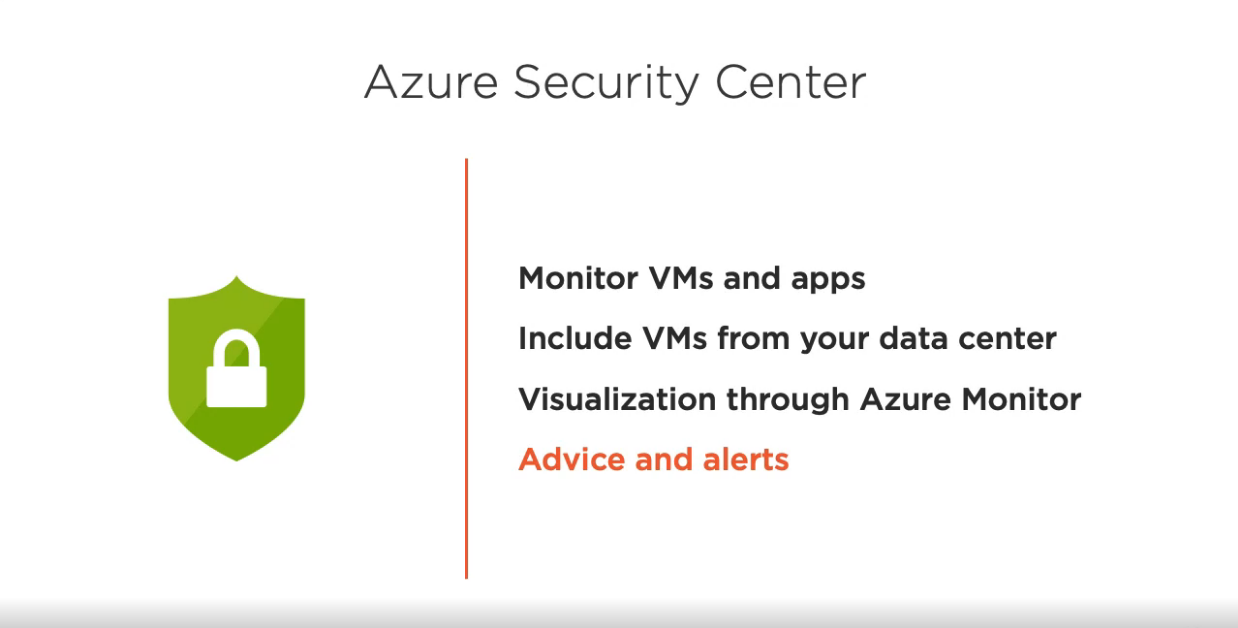 Azure Security Center
Monitor VMs and apps
Include VMs from your data center
Visualization through Azure Monitor
Advice and alerts